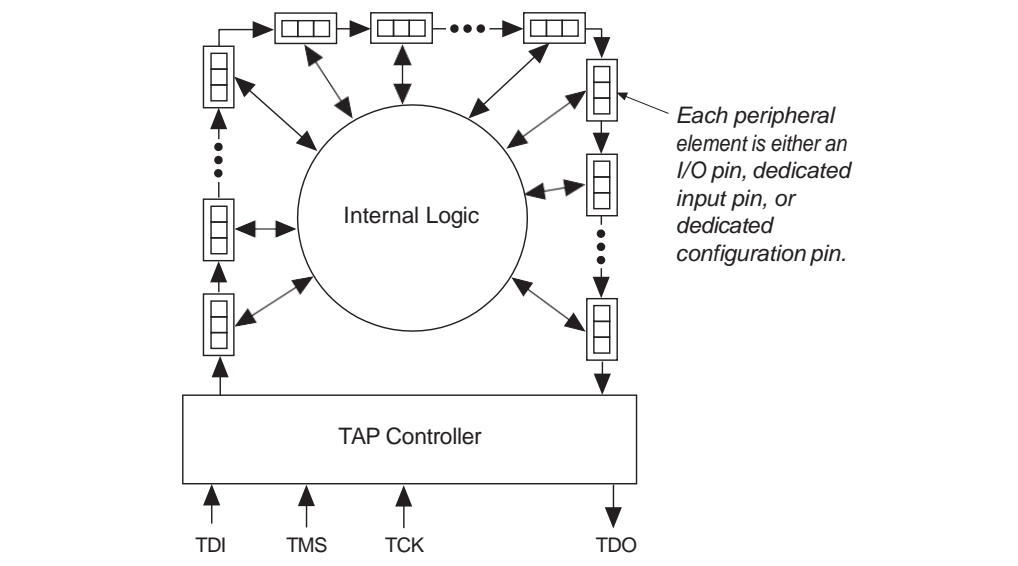 Each peripheral
element is either an
I/O pin, dedicated
input pin, or
dedicated
configuration pin.
Internal Logic
TAP Controller
TDI
TMS
TCK
TDO